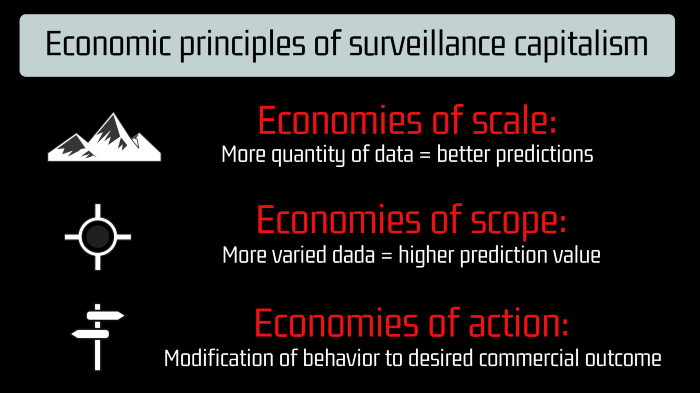 Economic principles of surveillance capitalism
Economies of scale:
More quantity of data = better predictions
Economies of scope:
More varied dada = higher prediction value
Economies of action:
Modification of behavior to desired commercial outcome